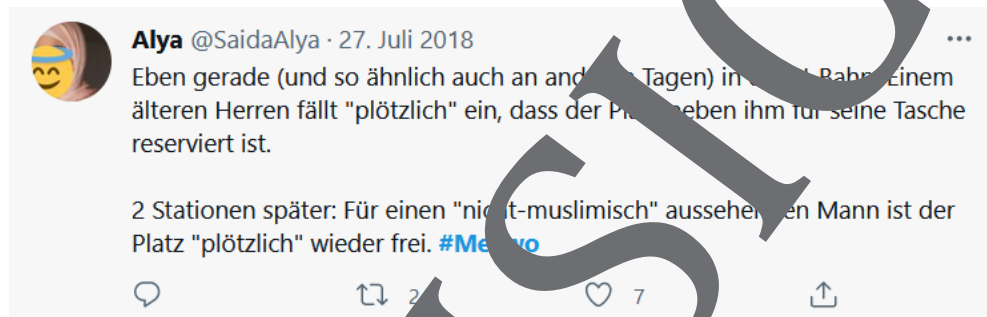 Alya @SaidaAlya · 27. Juli 2018
Eben gerade (und so ähnlich auch an Tagen) in Einem
älteren Herren fällt "plötzlich" ein, dass der neben ihm für seine Tasche
reserviert ist.
2 Stationen später: Für einen "nicht-muslimisch" aussehenden Mann ist der
Platz "plötzlich" wieder frei.
7